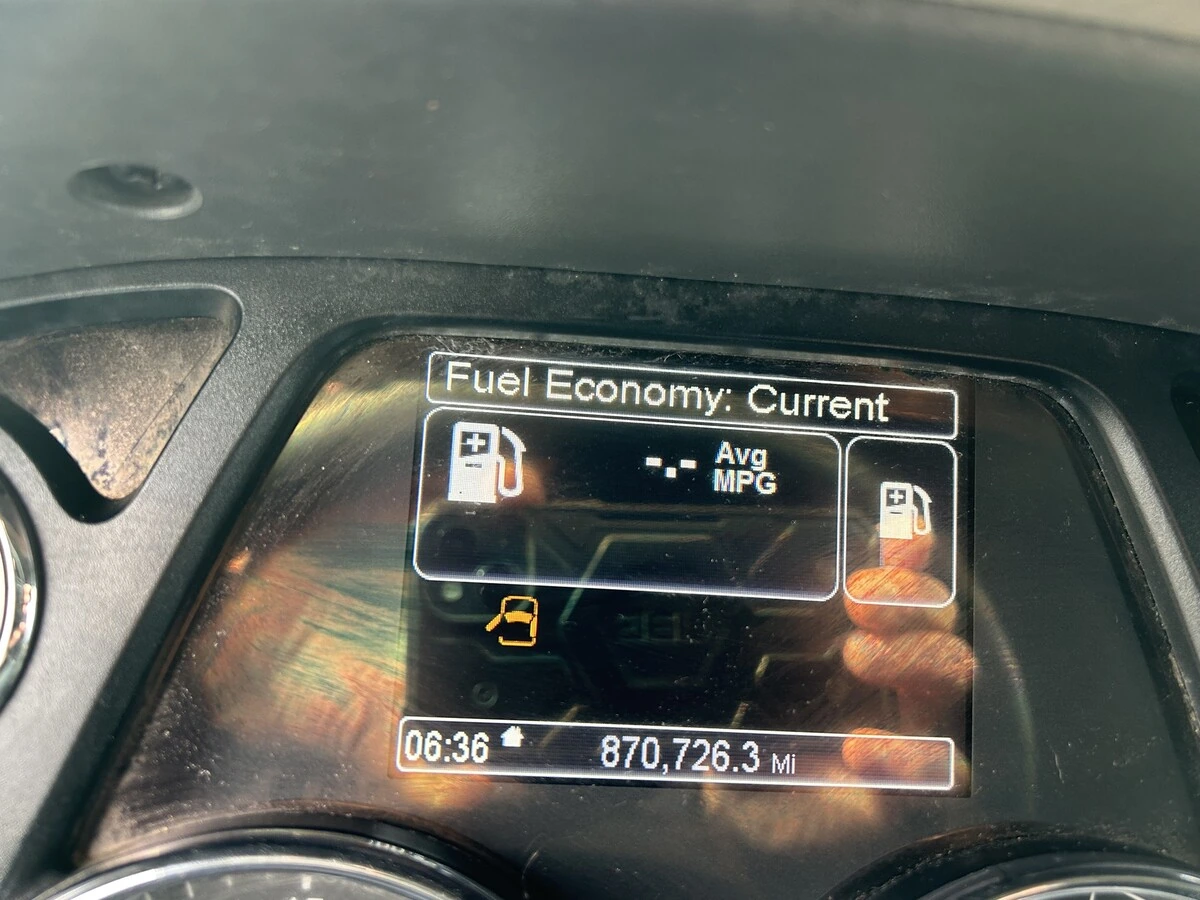 Fuel Economy: Current
-.- Avg
MPG
06:36 870,726.3 Mi